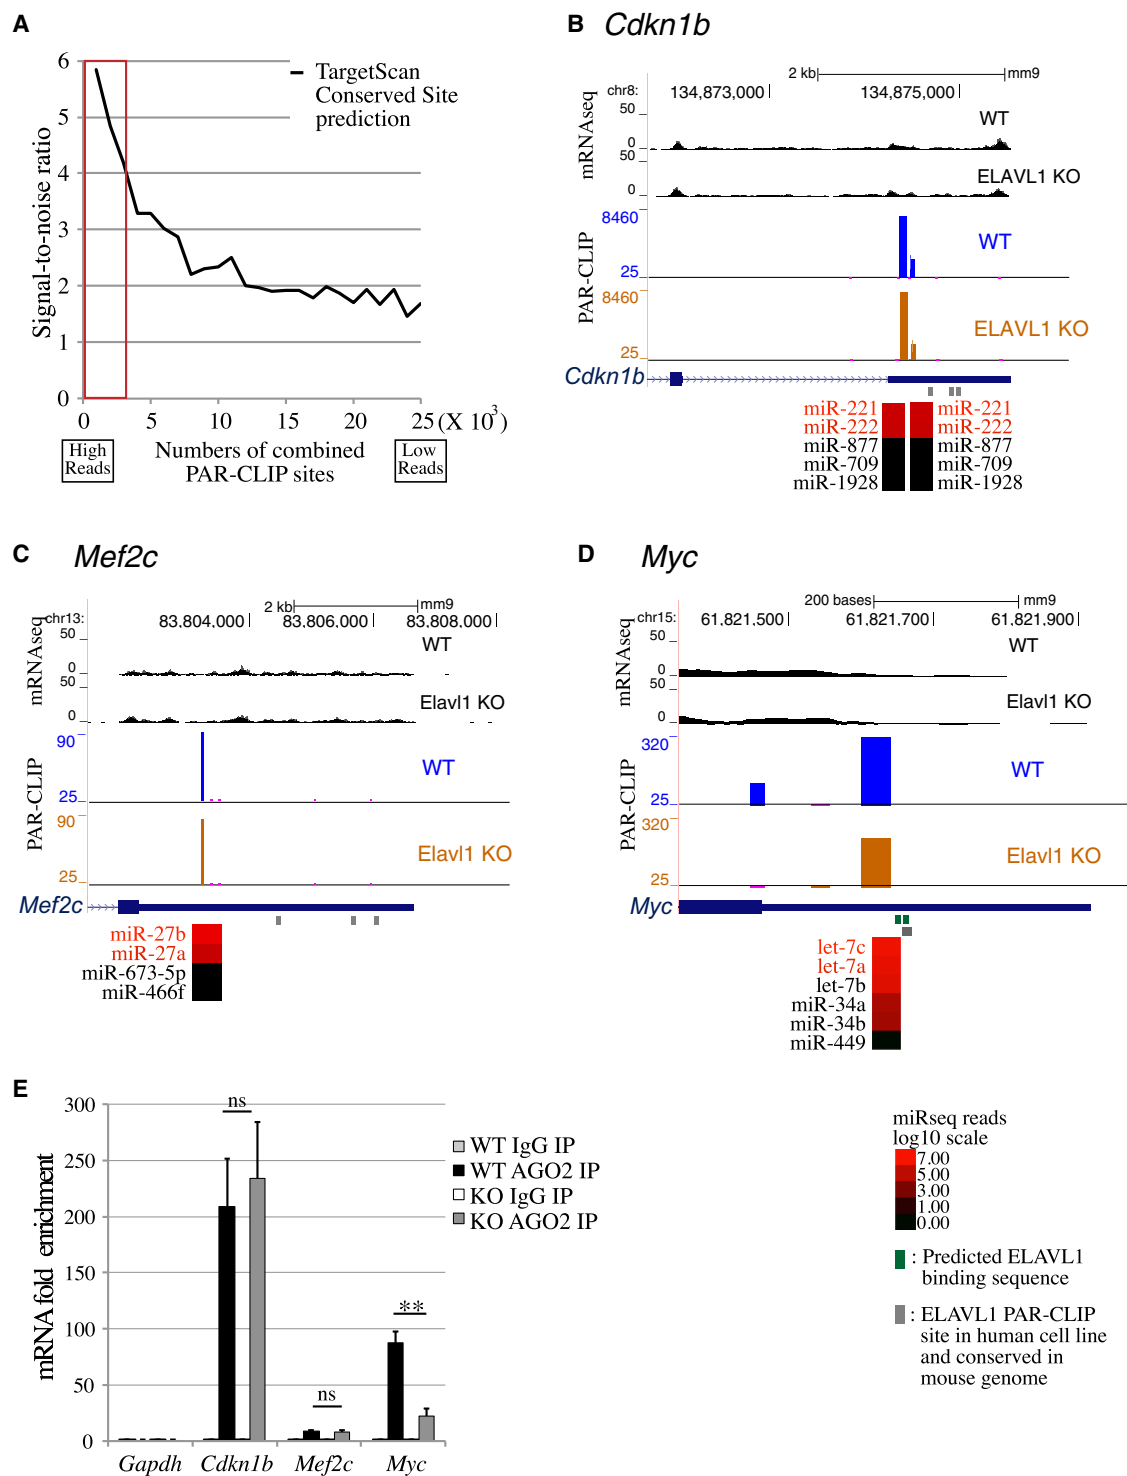 A
6
5
4
3
2
1
0
Signal-to-noise ratio
TargetScan
Conserved Site
prediction
0 5 10 15 20 25 (X 10³)
High
Reads
Numbers of combined
PAR-CLIP sites
Low
Reads
B Cdkn1b
2 kb mm9
chr8: 134,873,000 134,875,000
mRNAseq
50
0
WT
50
0
ELAVL1 KO
PAR-CLIP
8460
25
WT
8460
25
ELAVL1 KO
Cdkn1b
miR-221 miR-221
miR-222 miR-222
miR-877 miR-877
miR-709 miR-709
miR-1928 miR-1928
C Mef2c
2 kb mm9
chr13: 83,804,000 83,806,000 83,808,000
mRNAseq
50
0
WT
50
0
Elavl1 KO
PAR-CLIP
90
25
WT
90
25
Elavl1 KO
Mef2c
miR-27b
miR-27a
miR-673-5p
miR-466f
D Myc
200 bases mm9
chr15: 61,821,500 61,821,700 61,821,900
mRNAseq
50
0
WT
50
0
Elavl1 KO
PAR-CLIP
320
25
WT
320
25
Elavl1 KO
Myc
let-7c
let-7a
let-7b
miR-34a
miR-34b
miR-449
E
300
250
200
150
100
50
0
mRNA fold enrichment
ns
ns
**
Gapdh Cdkn1b Mef2c Myc
WT IgG IP
WT AGO2 IP
KO IgG IP
KO AGO2 IP
miRseq reads
log10 scale
7.00
5.00
3.00
1.00
0.00
: Predicted ELAVL1
binding sequence
: ELAVL1 PAR-CLIP
site in human cell line
and conserved in
mouse genome